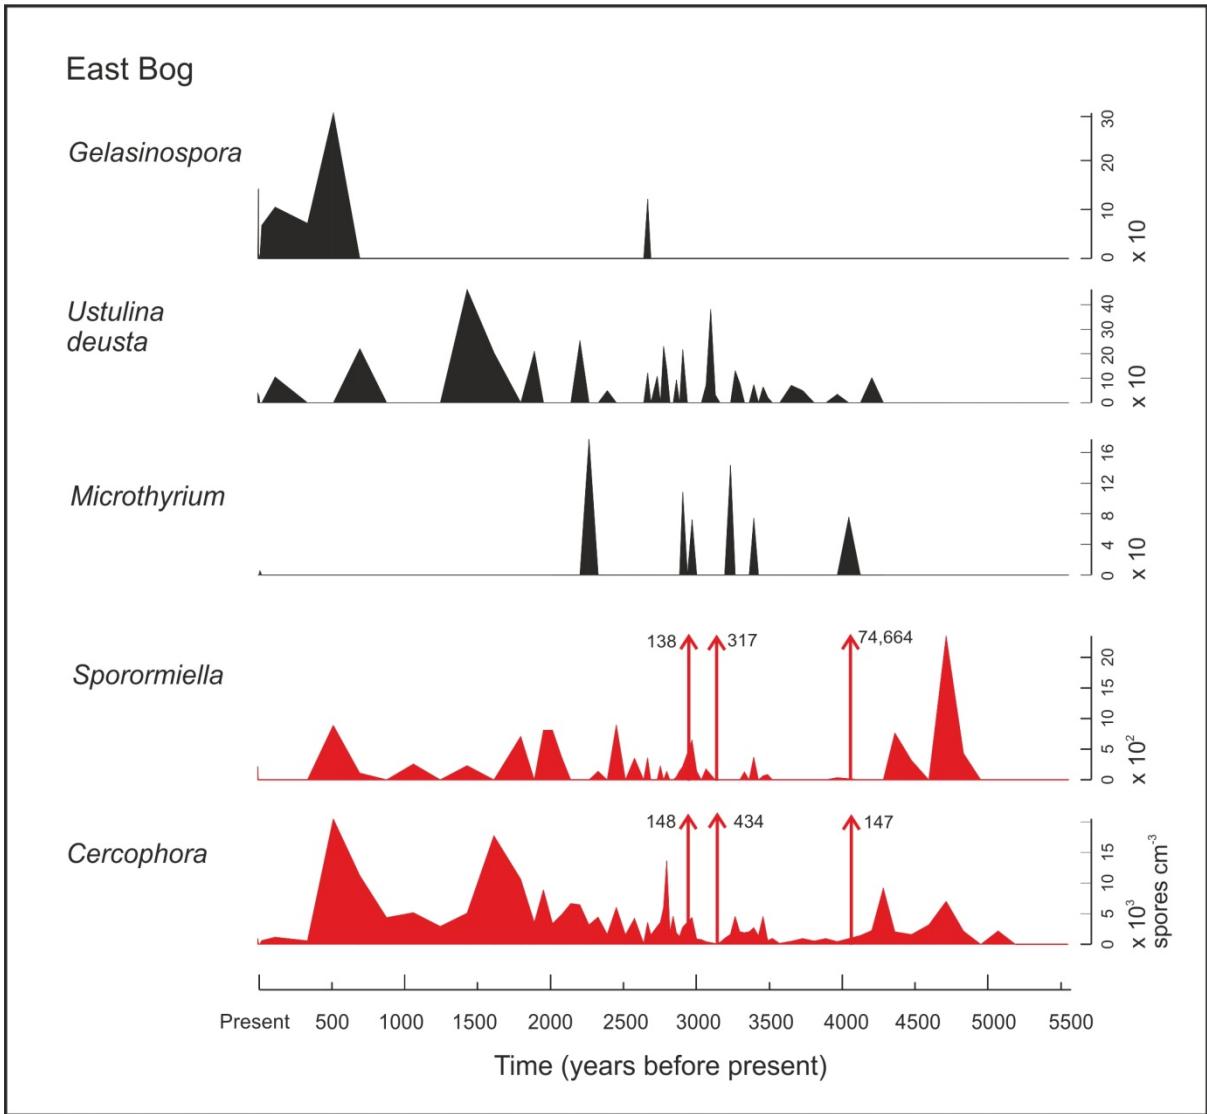 East Bog
Gelasinospora
30
20
10
0
x 10
Ustulina
deusta
40
30
20
10
0
x 10
Microthyrium
16
12
8
4
0
x 10
Sporormiella
138
317
74,664
20
15
10
5
0
x 10²
Cercophora
148
434
147
15
10
5
0
x 10³
spores cm⁻³
Present 500 1000 1500 2000 2500 3000 3500 4000 4500 5000 5500
Time (years before present)